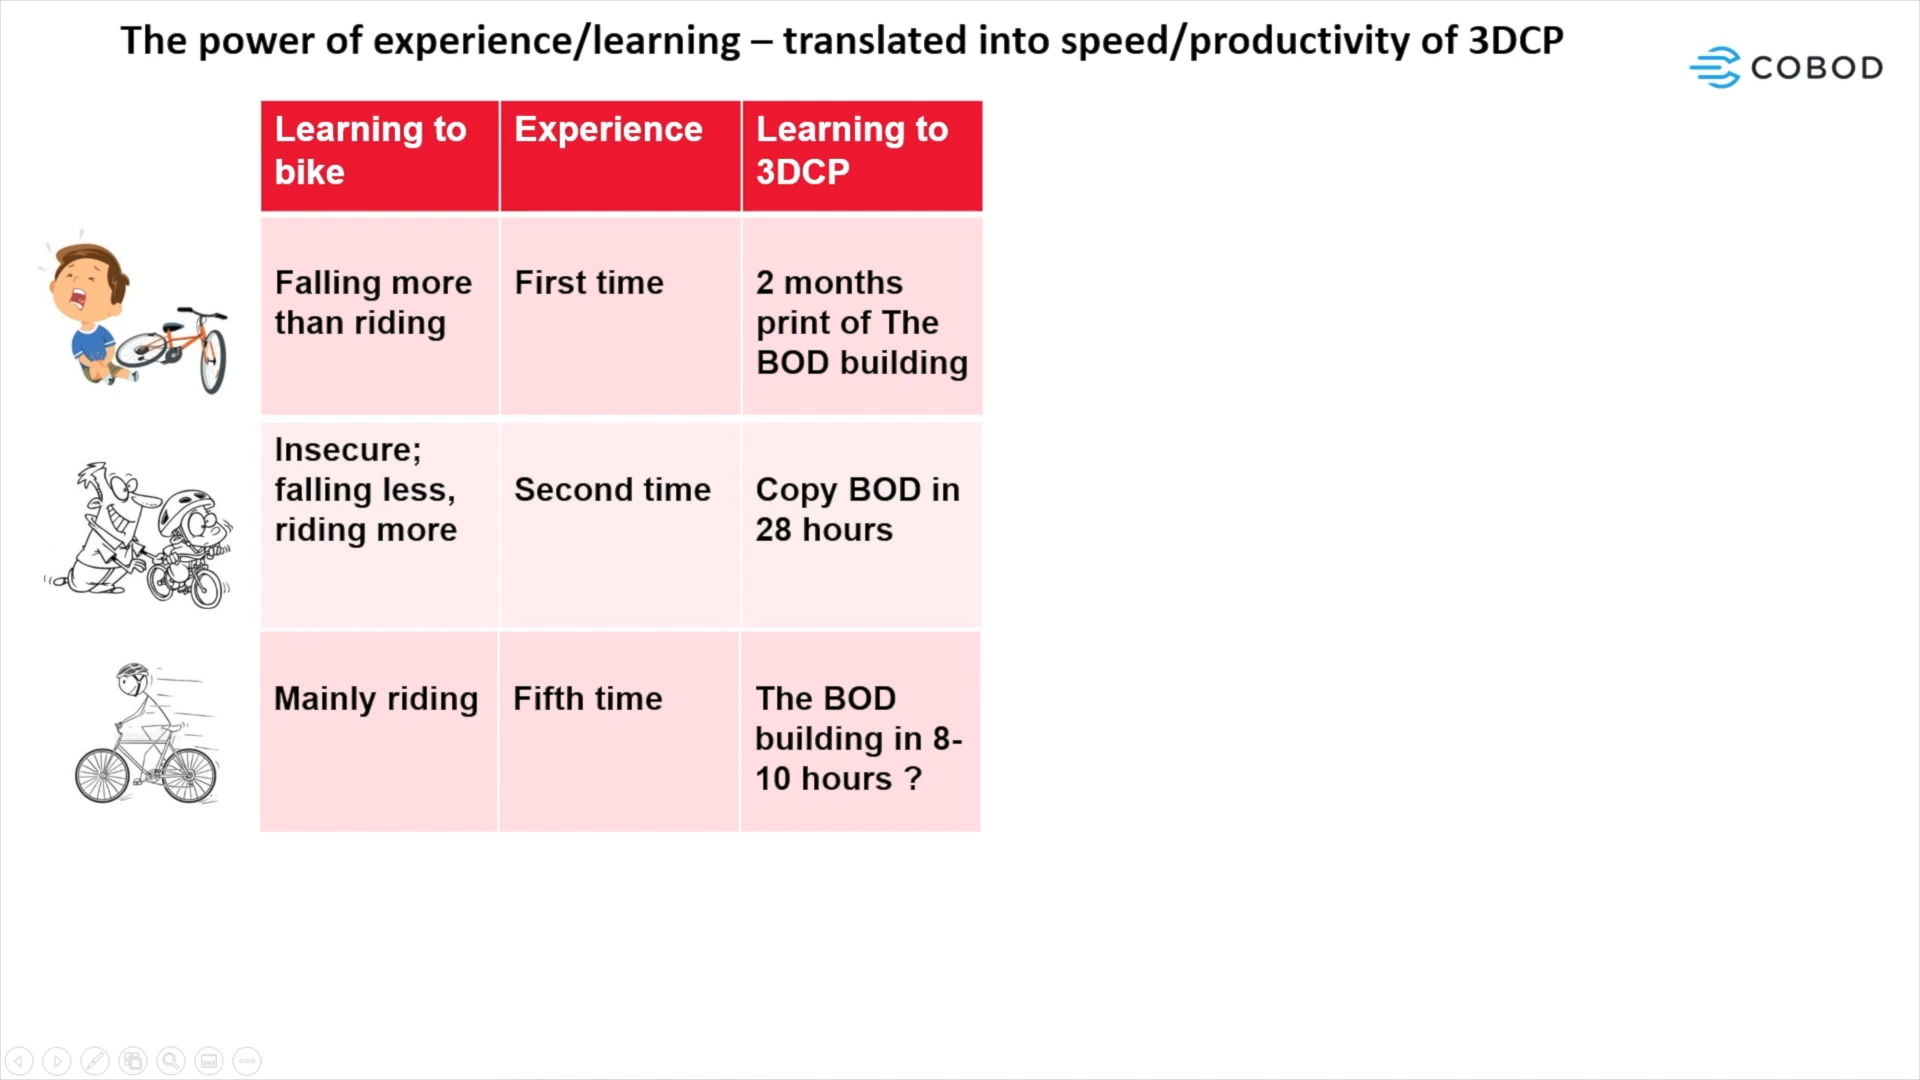 The power of experience/learning – translated into speed/productivity of 3DCP
COBOD
Learning to
bike
Experience
Learning to
3DCP
Falling more
than riding
First time
2 months
print of The
BOD building
Insecure;
falling less,
riding more
Second time
Copy BOD in
28 hours
Mainly riding
Fifth time
The BOD
building in 8-
10 hours ?